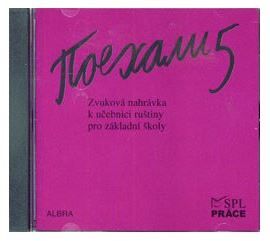 Поехали 5
Zvuková nahrávka
k učebnici ruštiny
pro základní školy
ALBRA
SPL
PRÁCE